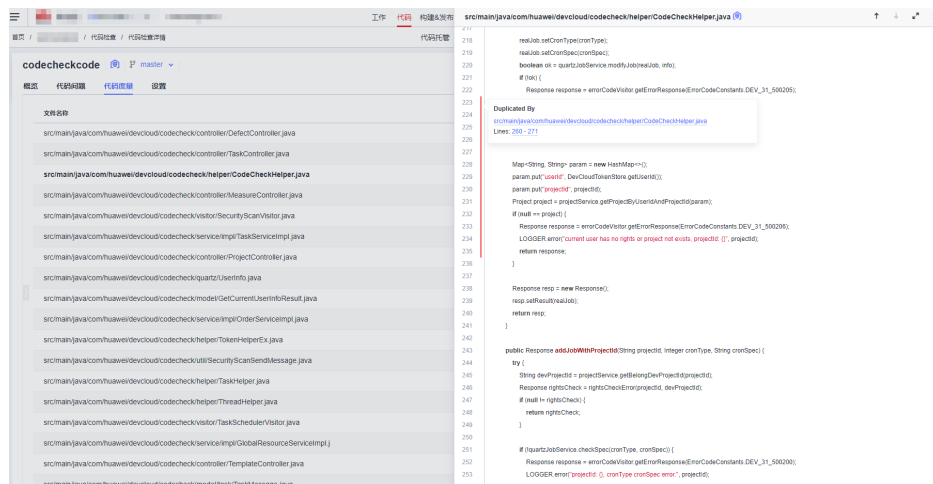 工作 代码 构建&发布
首页 / / 代码检查 / 代码检查详情 代码托管
codecheckcode master
概览 代码问题 代码度量 设置
文件名称
src/main/java/com/huawei/devcloud/codecheck/controller/DefectController.java
src/main/java/com/huawei/devcloud/codecheck/controller/TaskController.java
src/main/java/com/huawei/devcloud/codecheck/helper/CodeCheckHelper.java
src/main/java/com/huawei/devcloud/codecheck/controller/MeasureController.java
src/main/java/com/huawei/devcloud/codecheck/visitor/SecurityScanVisitor.java
src/main/java/com/huawei/devcloud/codecheck/service/impl/TaskServiceImpl.java
src/main/java/com/huawei/devcloud/codecheck/controller/ProjectController.java
src/main/java/com/huawei/devcloud/codecheck/quartz/UserInfo.java
src/main/java/com/huawei/devcloud/codecheck/model/GetCurrentUserInfoResult.java
src/main/java/com/huawei/devcloud/codecheck/service/impl/OrderServiceImpl.java
src/main/java/com/huawei/devcloud/codecheck/helper/TokenHelperEx.java
src/main/java/com/huawei/devcloud/codecheck/util/SecurityScanSendMessage.java
src/main/java/com/huawei/devcloud/codecheck/helper/TaskHelper.java
src/main/java/com/huawei/devcloud/codecheck/helper/ThreadHelper.java
src/main/java/com/huawei/devcloud/codecheck/visitor/TaskSchedulerVisitor.java
src/main/java/com/huawei/devcloud/codecheck/service/impl/GlobalResourceServiceImpl.j
src/main/java/com/huawei/devcloud/codecheck/controller/TemplateController.java
src/main/java/com/huawei/devcloud/codecheck/helper/CodeCheckHelper.java
217
218 realJob.setCronType(cronType);
219 realJob.setCronSpec(cronSpec);
220 boolean ok = quartzJobService.modifyJob(realJob, info);
221 if (!ok) {
222 Response response = errorCodeVisitor.getErrorResponse(ErrorCodeConstants.DEV_31_500205);
223
224 Duplicated By
225 src/main/java/com/huawei/devcloud/codecheck/helper/CodeCheckHelper.java
226 Lines: 260 - 271
227
228 Map<String, String> param = new HashMap<>();
229 param.put("userId", DevCloudTokenStore.getUserId());
230 param.put("projectId", projectId);
231 Project project = projectService.getProjectByUserIdAndProjectId(param);
232 if (null == project) {
233 Response response = errorCodeVisitor.getErrorResponse(ErrorCodeConstants.DEV_31_500206);
234 LOGGER.error("current user has no rights or project not exists, projectId: {}", projectId);
235 return response;
236 }
237
238 Response resp = new Response();
239 resp.setResult(realJob);
240 return resp;
241 }
242
243 public Response addJobWithProjectId(String projectId, Integer cronType, String cronSpec) {
244 try {
245 String devProjectId = projectService.getBelongDevProjectId(projectId);
246 Response rightsCheck = rightsCheckError(projectId, devProjectId);
247 if (null != rightsCheck) {
248 return rightsCheck;
249 }
250
251 if (!quartzJobService.checkSpec(cronType, cronSpec)) {
252 Response response = errorCodeVisitor.getErrorResponse(ErrorCodeConstants.DEV_31_500200);
253 LOGGER.error("projectId: {}, cronType cronSpec error.", projectId);